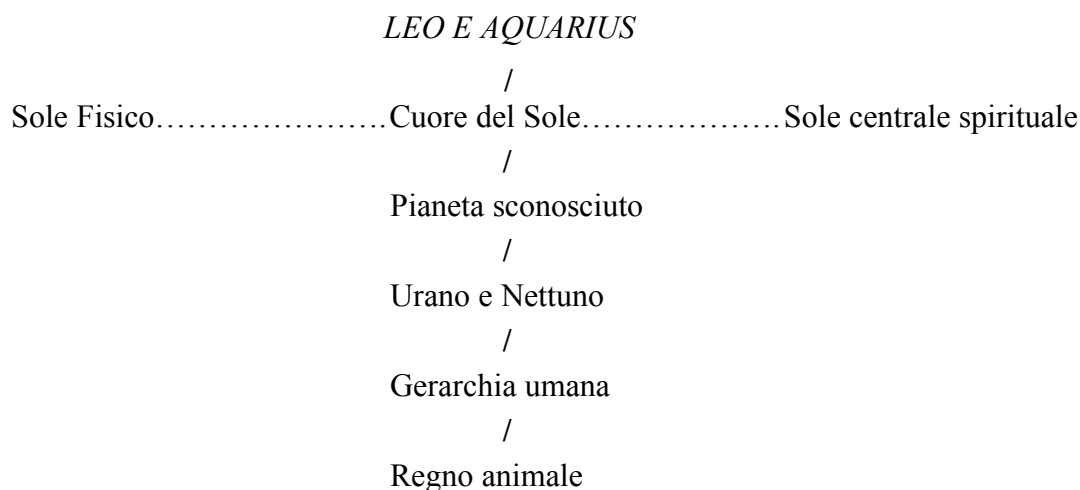 LEO E AQUARIUS
/
Sole Fisico………………….Cuore del Sole……………….Sole centrale spirituale
/
Pianeta sconosciuto
/
Urano e Nettuno
/
Gerarchia umana
/
Regno animale